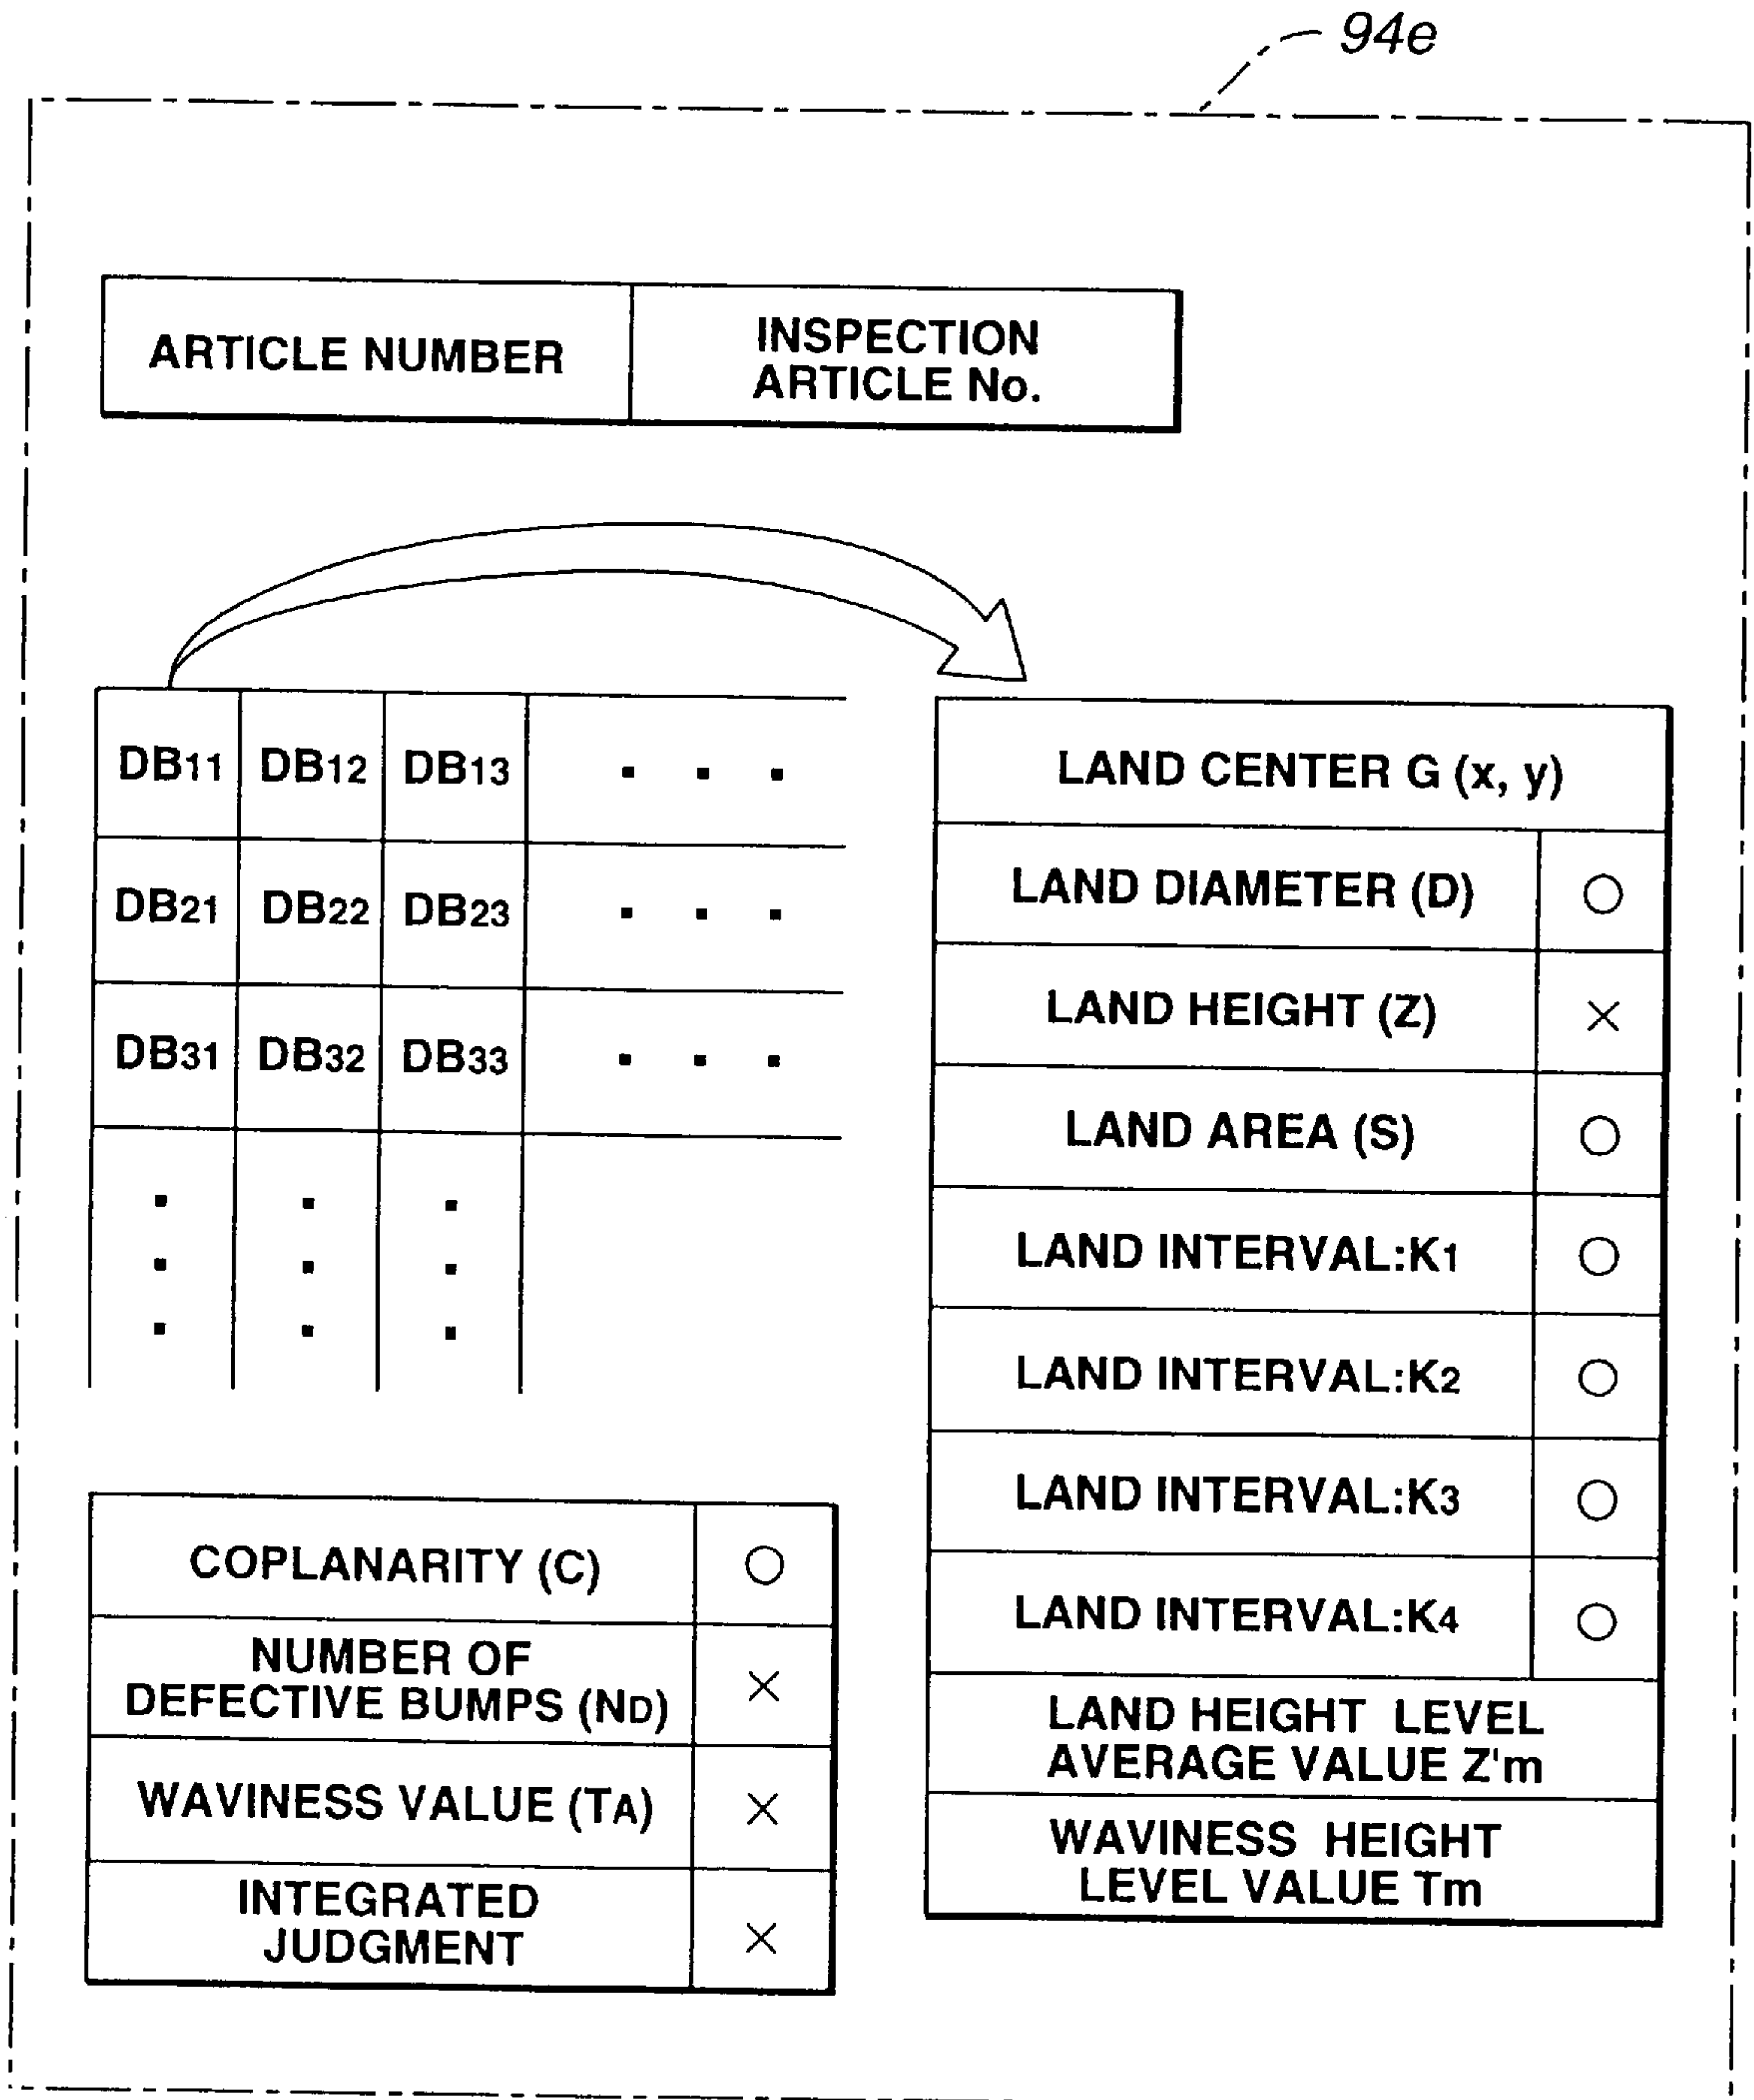 94e
ARTICLE NUMBER
INSPECTION
ARTICLE No.
DB11 DB12 DB13 . . .
DB21 DB22 DB23 . . .
DB31 DB32 DB33 . . .
LAND CENTER G (x, y)
LAND DIAMETER (D) ○
LAND HEIGHT (Z) ×
LAND AREA (S) ○
LAND INTERVAL:K1 ○
LAND INTERVAL:K2 ○
LAND INTERVAL:K3 ○
LAND INTERVAL:K4 ○
LAND HEIGHT LEVEL
AVERAGE VALUE Z'm
WAVINESS HEIGHT
LEVEL VALUE Tm
COPLANARITY (C) ○
NUMBER OF
DEFECTIVE BUMPS (ND) ×
WAVINESS VALUE (TA) ×
INTEGRATED
JUDGMENT ×